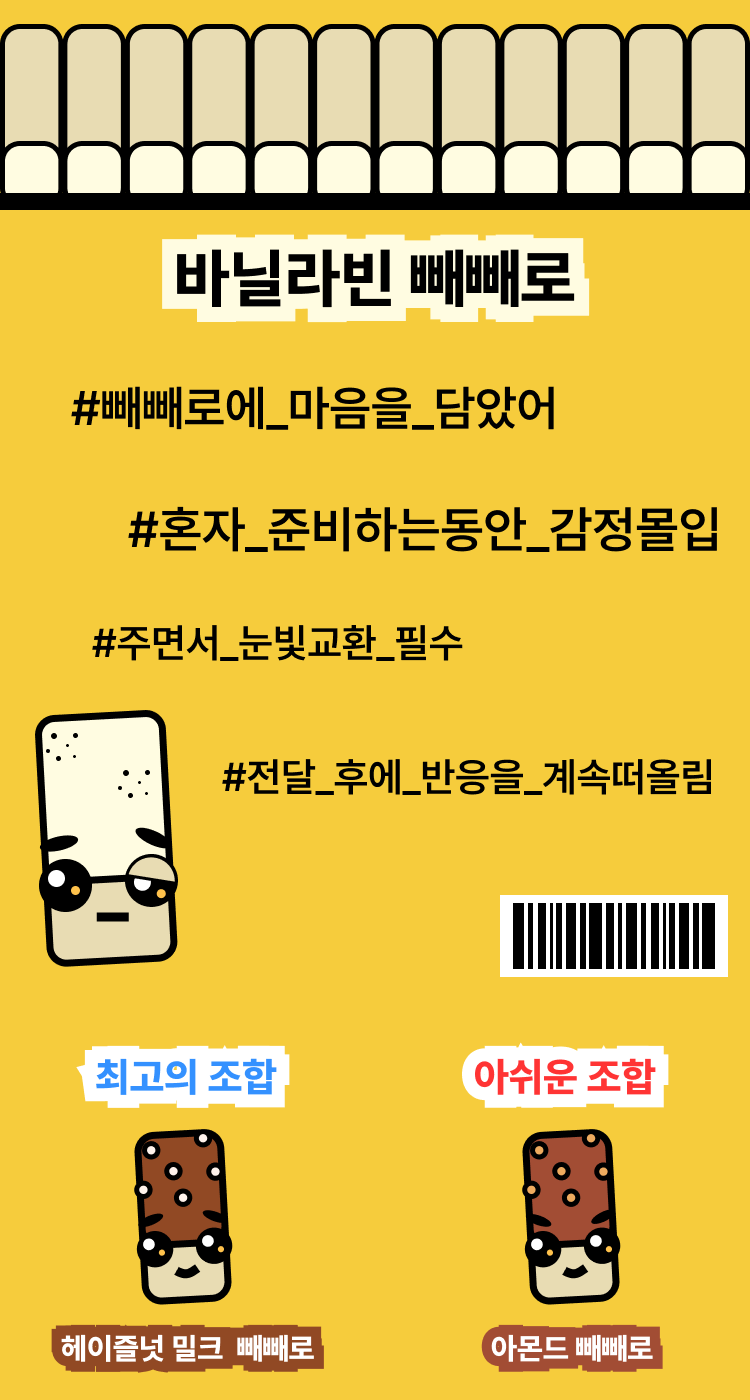 바닐라빈 빼빼로
#빼빼로에_마음을_담았어
#혼자_준비하는동안_감정몰입
#주면서_눈빛교환_필수
#전달_후에_반응을_계속떠올림
최고의 조합
아쉬운 조합
헤이즐넛 밀크 빼빼로
아몬드 빼빼로